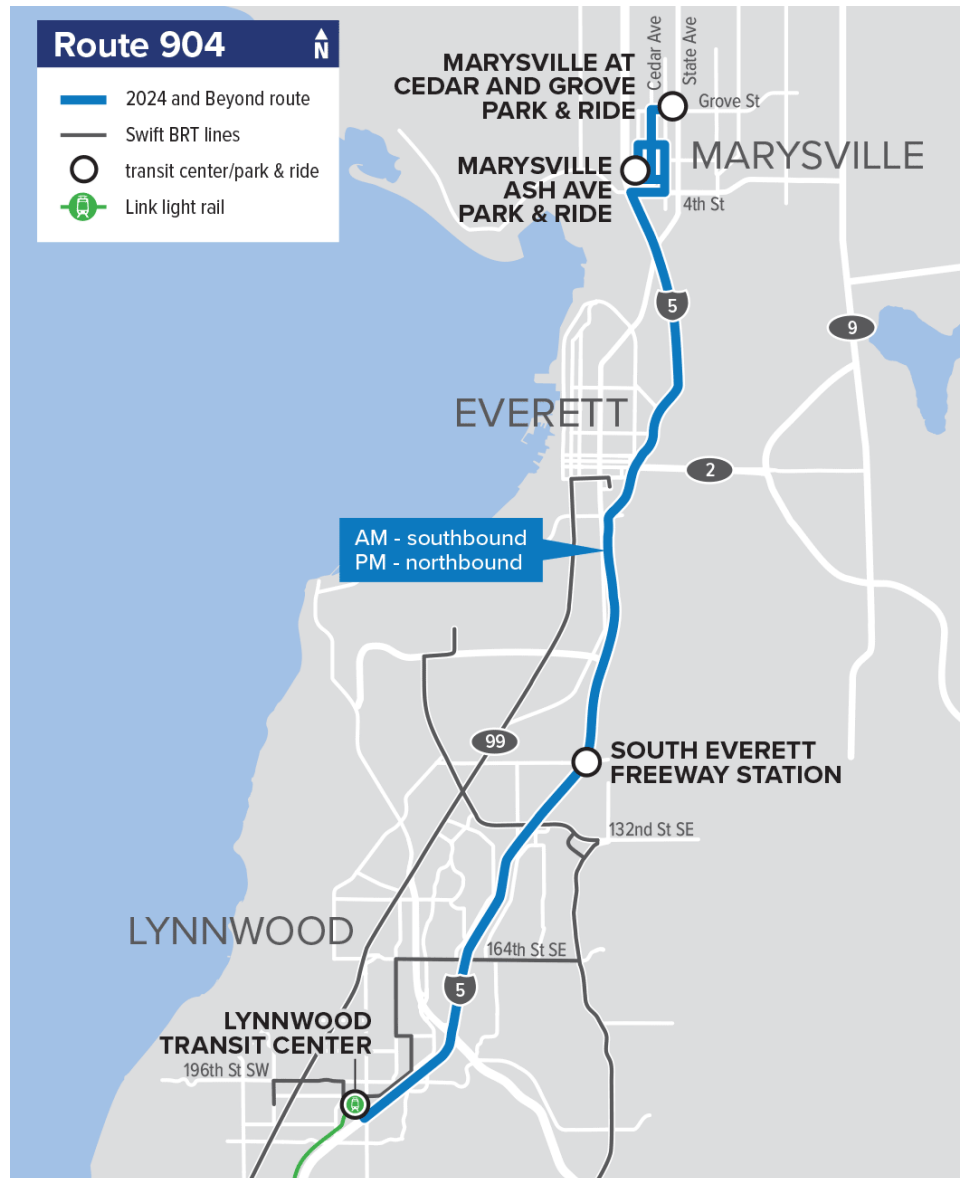 Route 904
N
2024 and Beyond route
Swift BRT lines
transit center/park & ride
Link light rail
MARYSVILLE AT
CEDAR AND GROVE
PARK & RIDE
Cedar Ave
State Ave
Grove St
MARYSVILLE
MARYSVILLE
ASH AVE
PARK & RIDE
4th St
5
9
EVERETT
2
AM - southbound
PM - northbound
99
SOUTH EVERETT
FREEWAY STATION
132nd St SE
LYNNWOOD
164th St SE
5
LYNNWOOD
TRANSIT CENTER
196th St SW